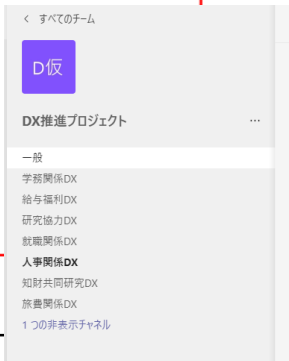 < すべてのチーム
D仮
DX推進プロジェクト ...
一般
学務関係DX
給与福利DX
研究協力DX
就職関係DX
人事関係DX
知財共同研究DX
旅費関係DX
1 つの非表示チャネル